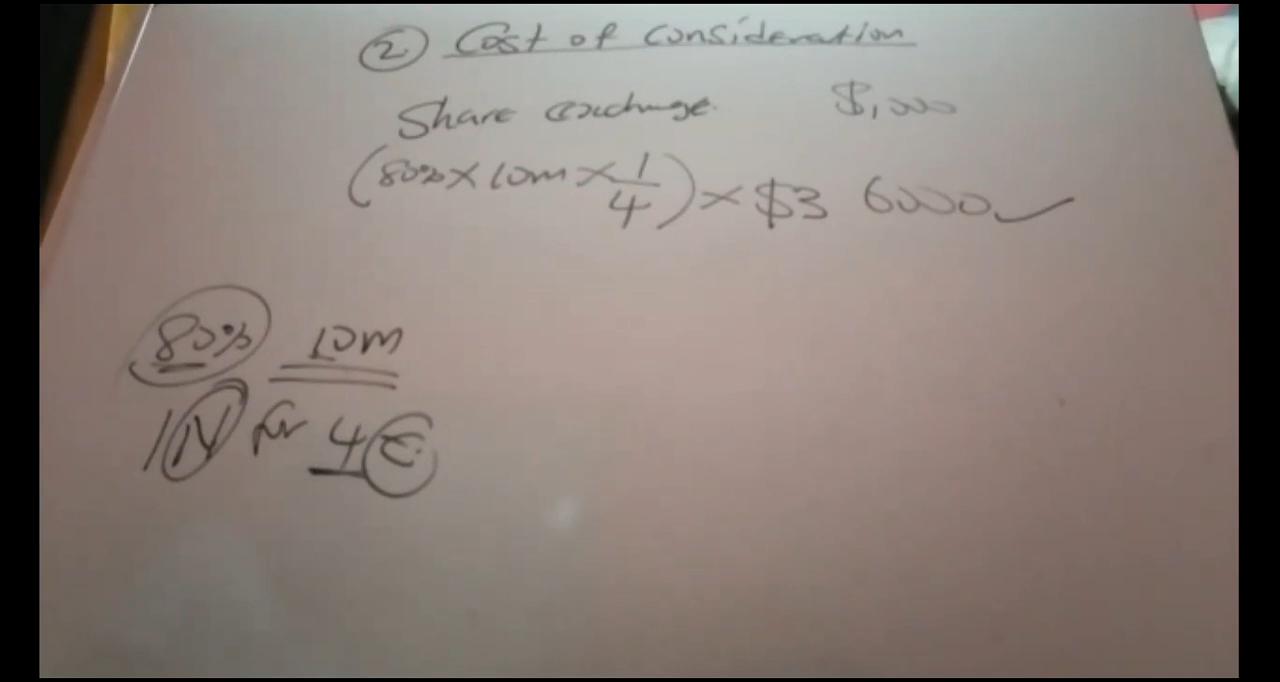 ② Cost of consideration
Share exchange $,000
(80% × 10m × 1/4) × $3 6000
80% 10m
1N for 4E